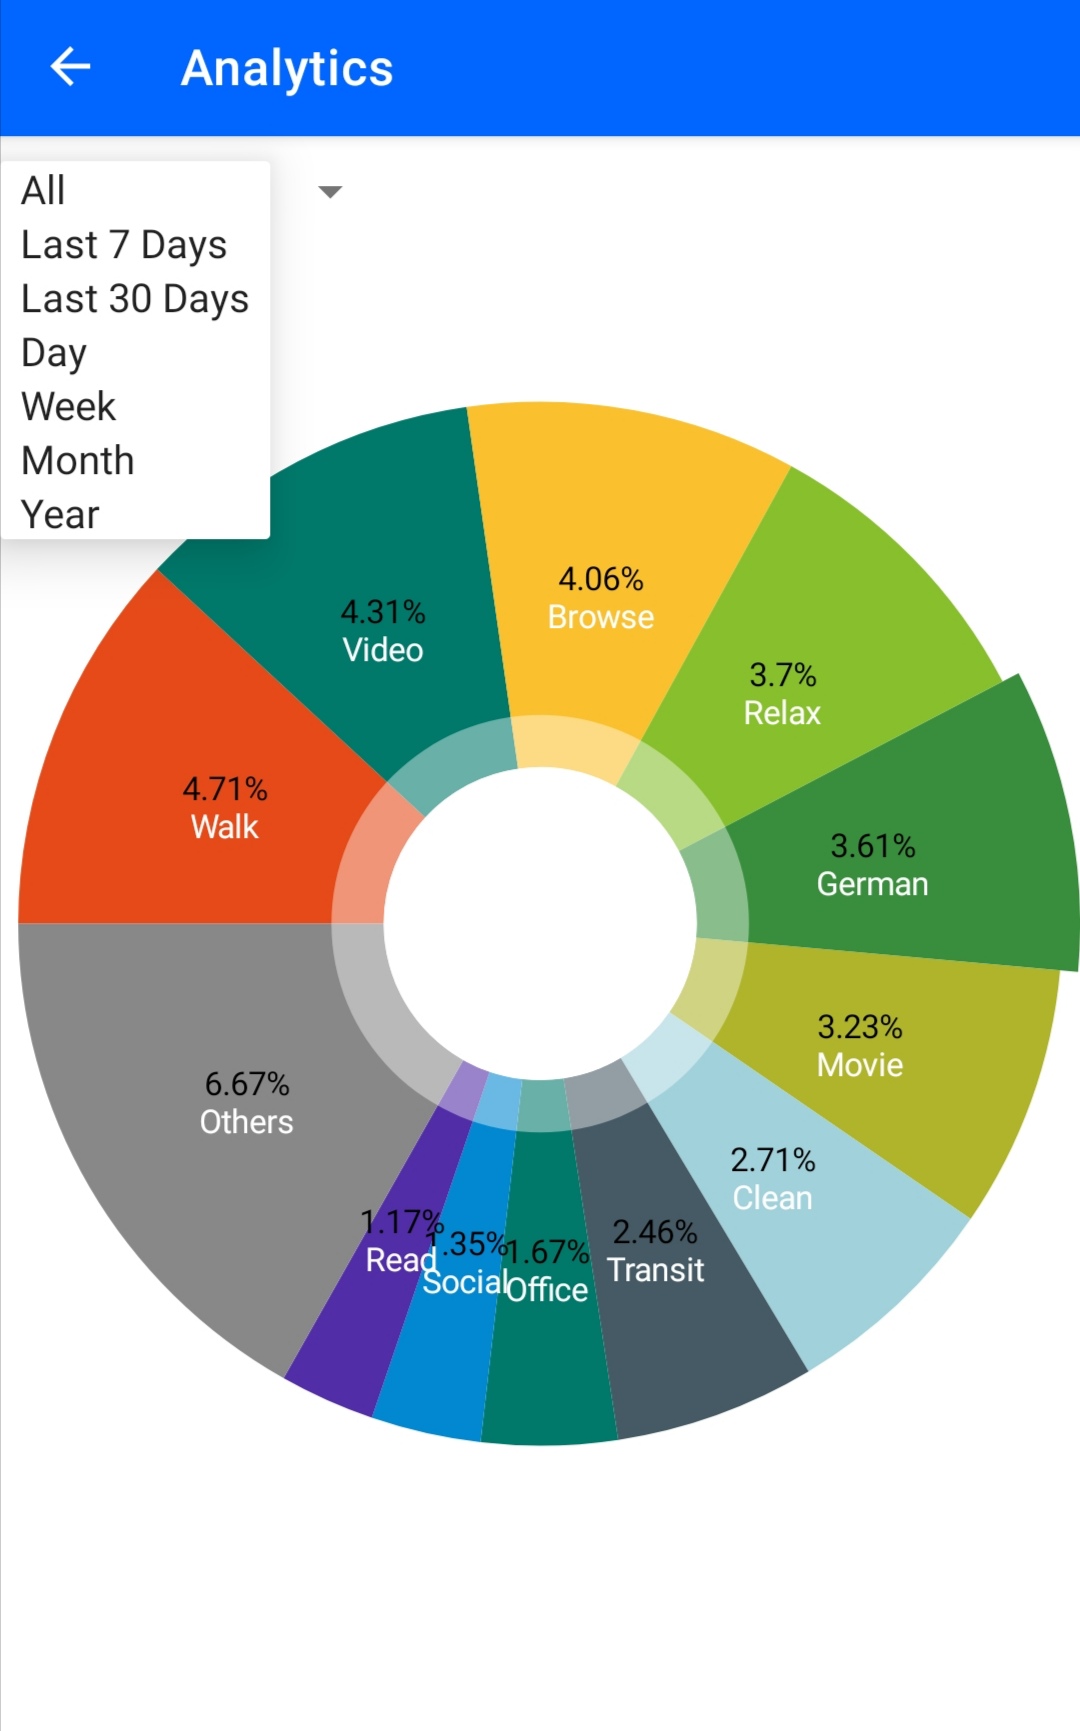 Analytics
All
Last 7 Days
Last 30 Days
Day
Week
Month
Year
4.06%
Browse
4.31%
Video
3.7%
Relax
4.71%
Walk
3.61%
German
3.23%
Movie
6.67%
Others
2.71%
Clean
1.17%
Read
1.35%
Social
1.67%
Office
2.46%
Transit